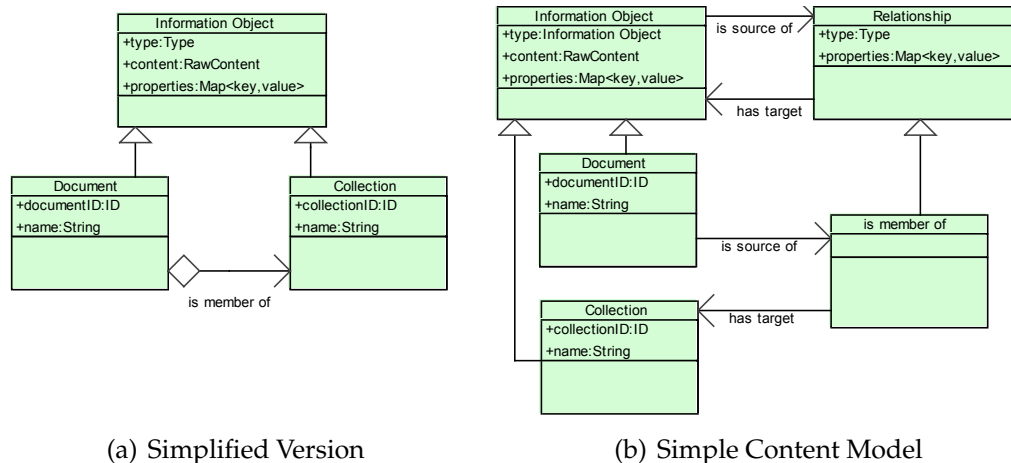 Information Object
+type:Type
+content:RawContent
+properties:Map<key,value>
Document
+documentID:ID
+name:String
Collection
+collectionID:ID
+name:String
is member of
(a) Simplified Version
Information Object
+type:Information Object
+content:RawContent
+properties:Map<key,value>
is source of
Relationship
+type:Type
+properties:Map<key,value>
has target
Document
+documentID:ID
+name:String
is source of
is member of
Collection
+collectionID:ID
+name:String
has target
(b) Simple Content Model